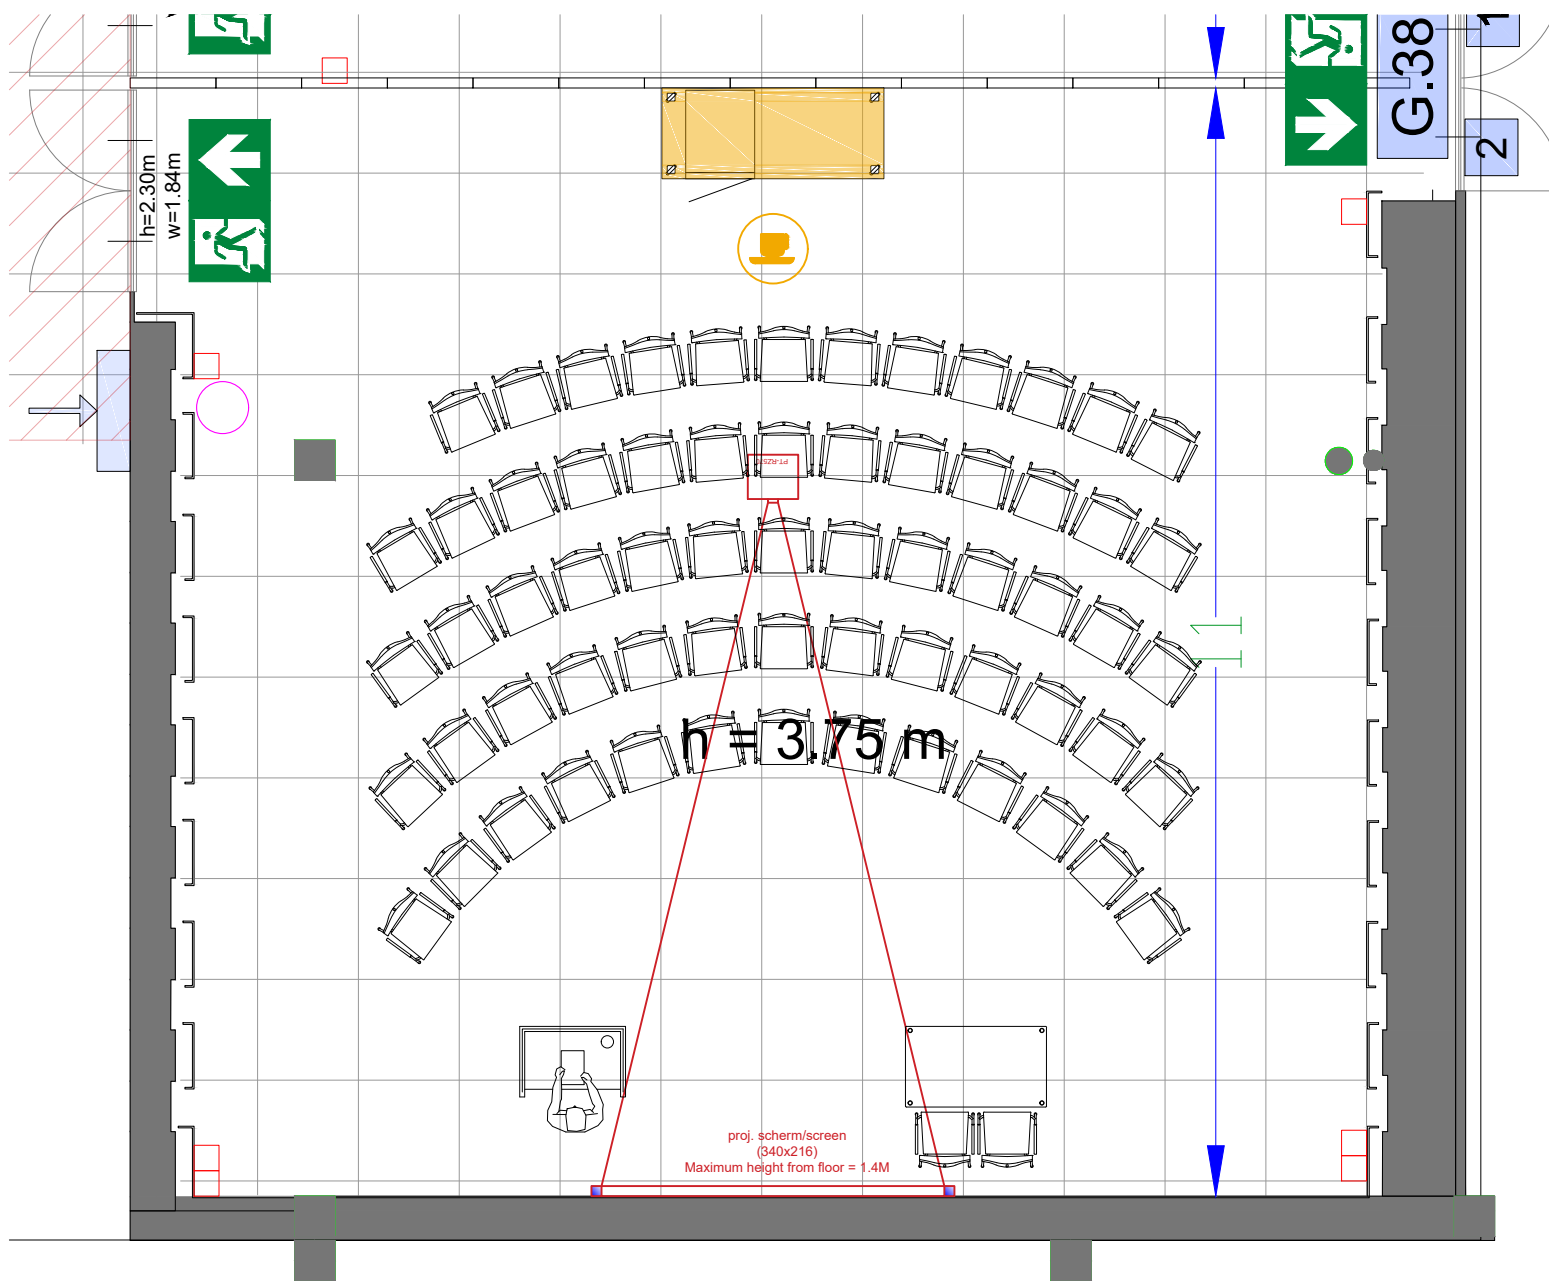 1
G.38
2
h=2.30m
w=1.84m
11
h = 3.75 m
proj. scherm/screen
(340x216)
Maximum height from floor = 1.4M